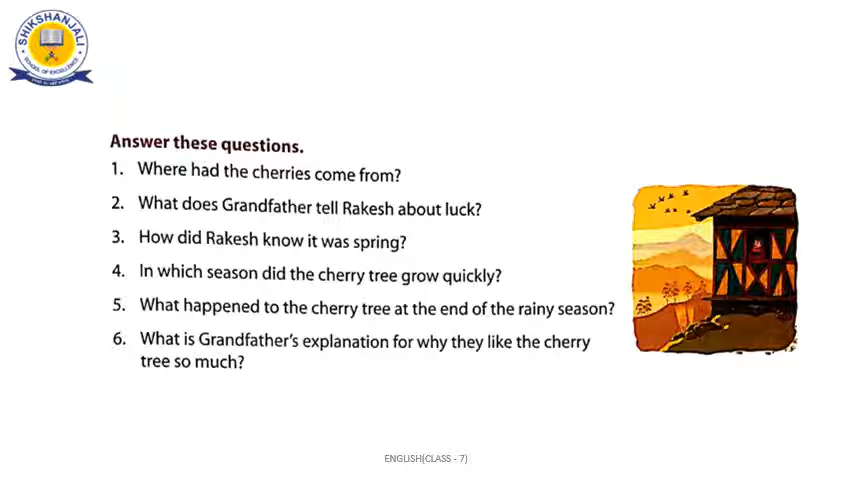 SHIKSHANJALI
SCHOOL OF EXCELLENCE
Answer these questions.
1. Where had the cherries come from?
2. What does Grandfather tell Rakesh about luck?
3. How did Rakesh know it was spring?
4. In which season did the cherry tree grow quickly?
5. What happened to the cherry tree at the end of the rainy season?
6. What is Grandfather's explanation for why they like the cherry
tree so much?
ENGLISH(CLASS - 7)